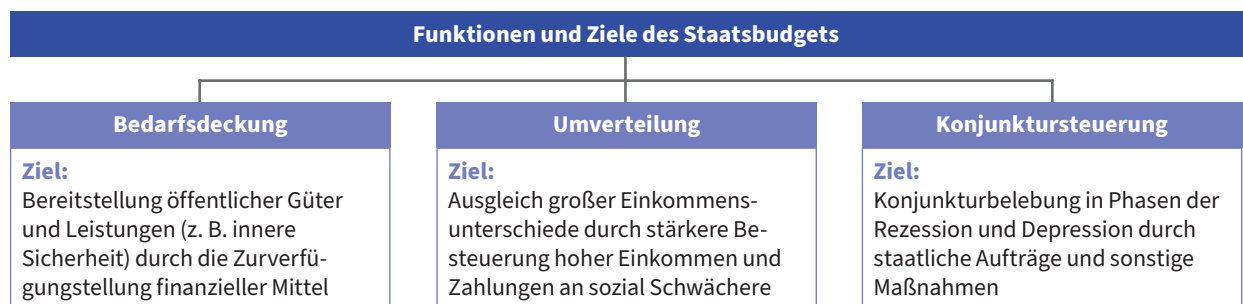 Funktionen und Ziele des Staatsbudgets
Bedarfsdeckung
Ziel:
Bereitstellung öffentlicher Güter
und Leistungen (z. B. innere
Sicherheit) durch die Zurverfü-
gungstellung finanzieller Mittel
Umverteilung
Ziel:
Ausgleich großer Einkommens-
unterschiede durch stärkere Be-
steuerung hoher Einkommen und
Zahlungen an sozial Schwächere
Konjunktursteuerung
Ziel:
Konjunkturbelebung in Phasen der
Rezession und Depression durch
staatliche Aufträge und sonstige
Maßnahmen